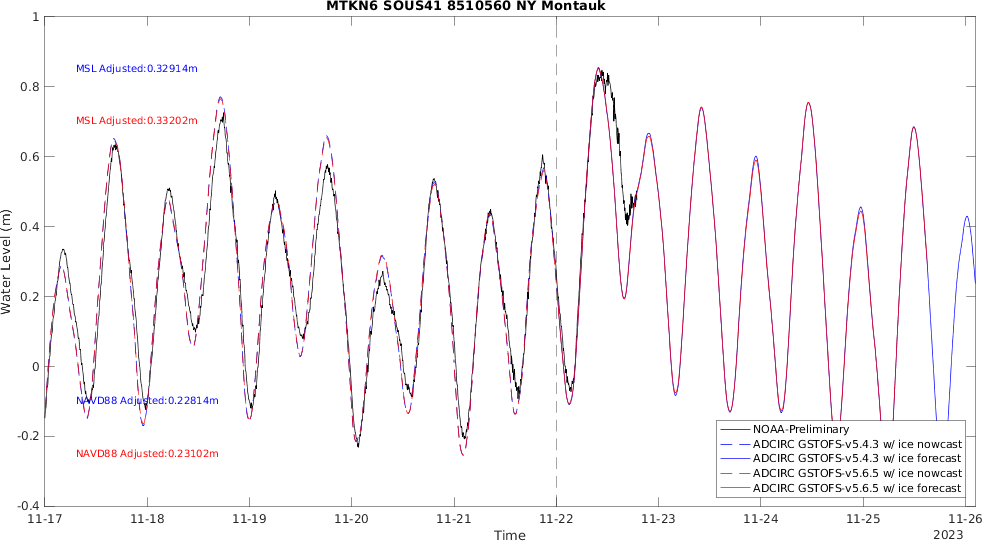 MTKN6 SOUS41 8510560 NY Montauk
1
0.8
0.6
0.4
0.2
0
-0.2
-0.4
Water Level (m)
MSL Adjusted:0.32914m
MSL Adjusted:0.33202m
NAVD88 Adjusted:0.22814m
NAVD88 Adjusted:0.23102m
NOAA-Preliminary
ADCIRC GSTOFS-v5.4.3 w/ ice nowcast
ADCIRC GSTOFS-v5.4.3 w/ ice forecast
ADCIRC GSTOFS-v5.6.5 w/ ice nowcast
ADCIRC GSTOFS-v5.6.5 w/ ice forecast
11-17 11-18 11-19 11-20 11-21 11-22 11-23 11-24 11-25 11-26
2023
Time